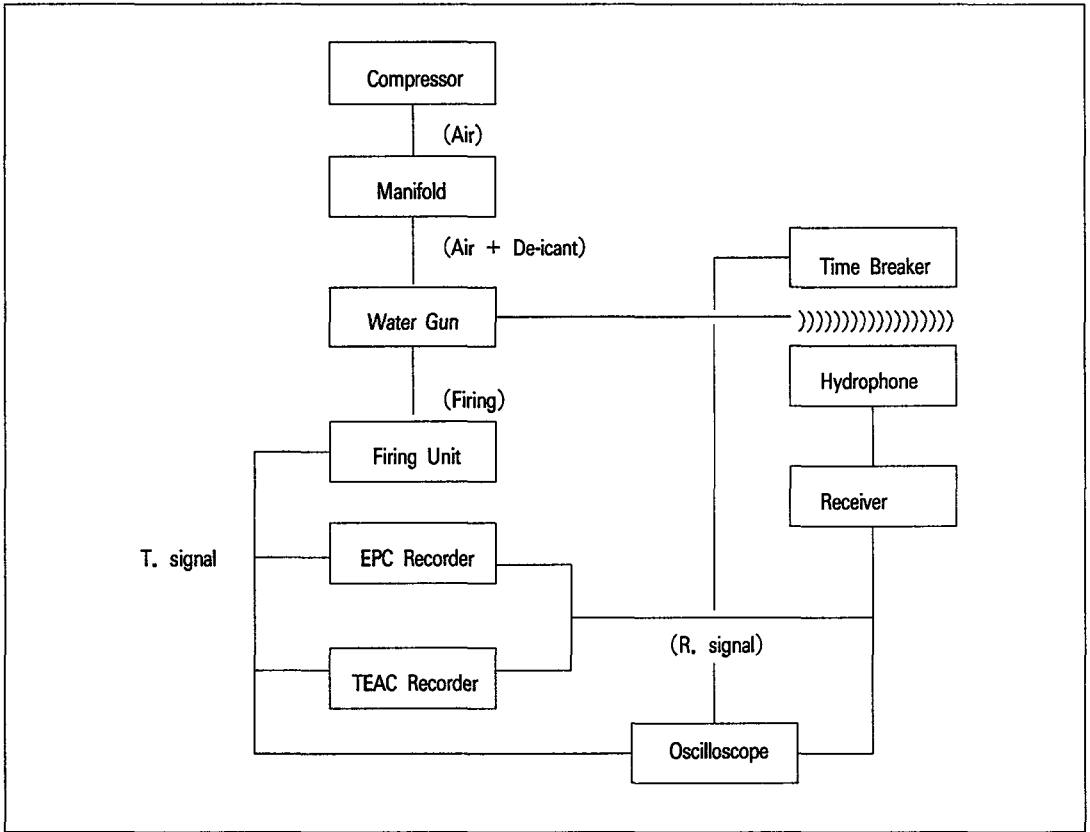 Compressor
(Air)
Manifold
(Air + De-icant)
Time Breaker
Water Gun
))))))))))))))))))
Hydrophone
(Firing)
Firing Unit
Receiver
T. signal
EPC Recorder
(R. signal)
TEAC Recorder
Oscilloscope